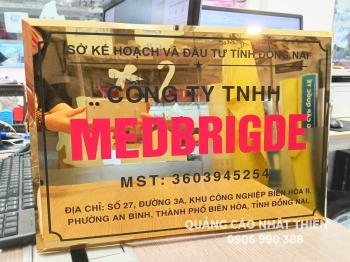 SỞ KẾ HOẠCH VÀ ĐẦU TƯ TỈNH ĐỒNG NAI
CÔNG TY TNHH
MEDBRIGDE
MST: 3603945254
ĐỊA CHỈ: SỐ 27, ĐƯỜNG 3A, KHU CÔNG NGHIỆP BIÊN HÒA II,
PHƯỜNG AN BÌNH, THÀNH PHỐ BIÊN HÒA, TỈNH ĐỒNG NAI.
QUẢNG CÁO NHẬT THIÊN
0906 990 388